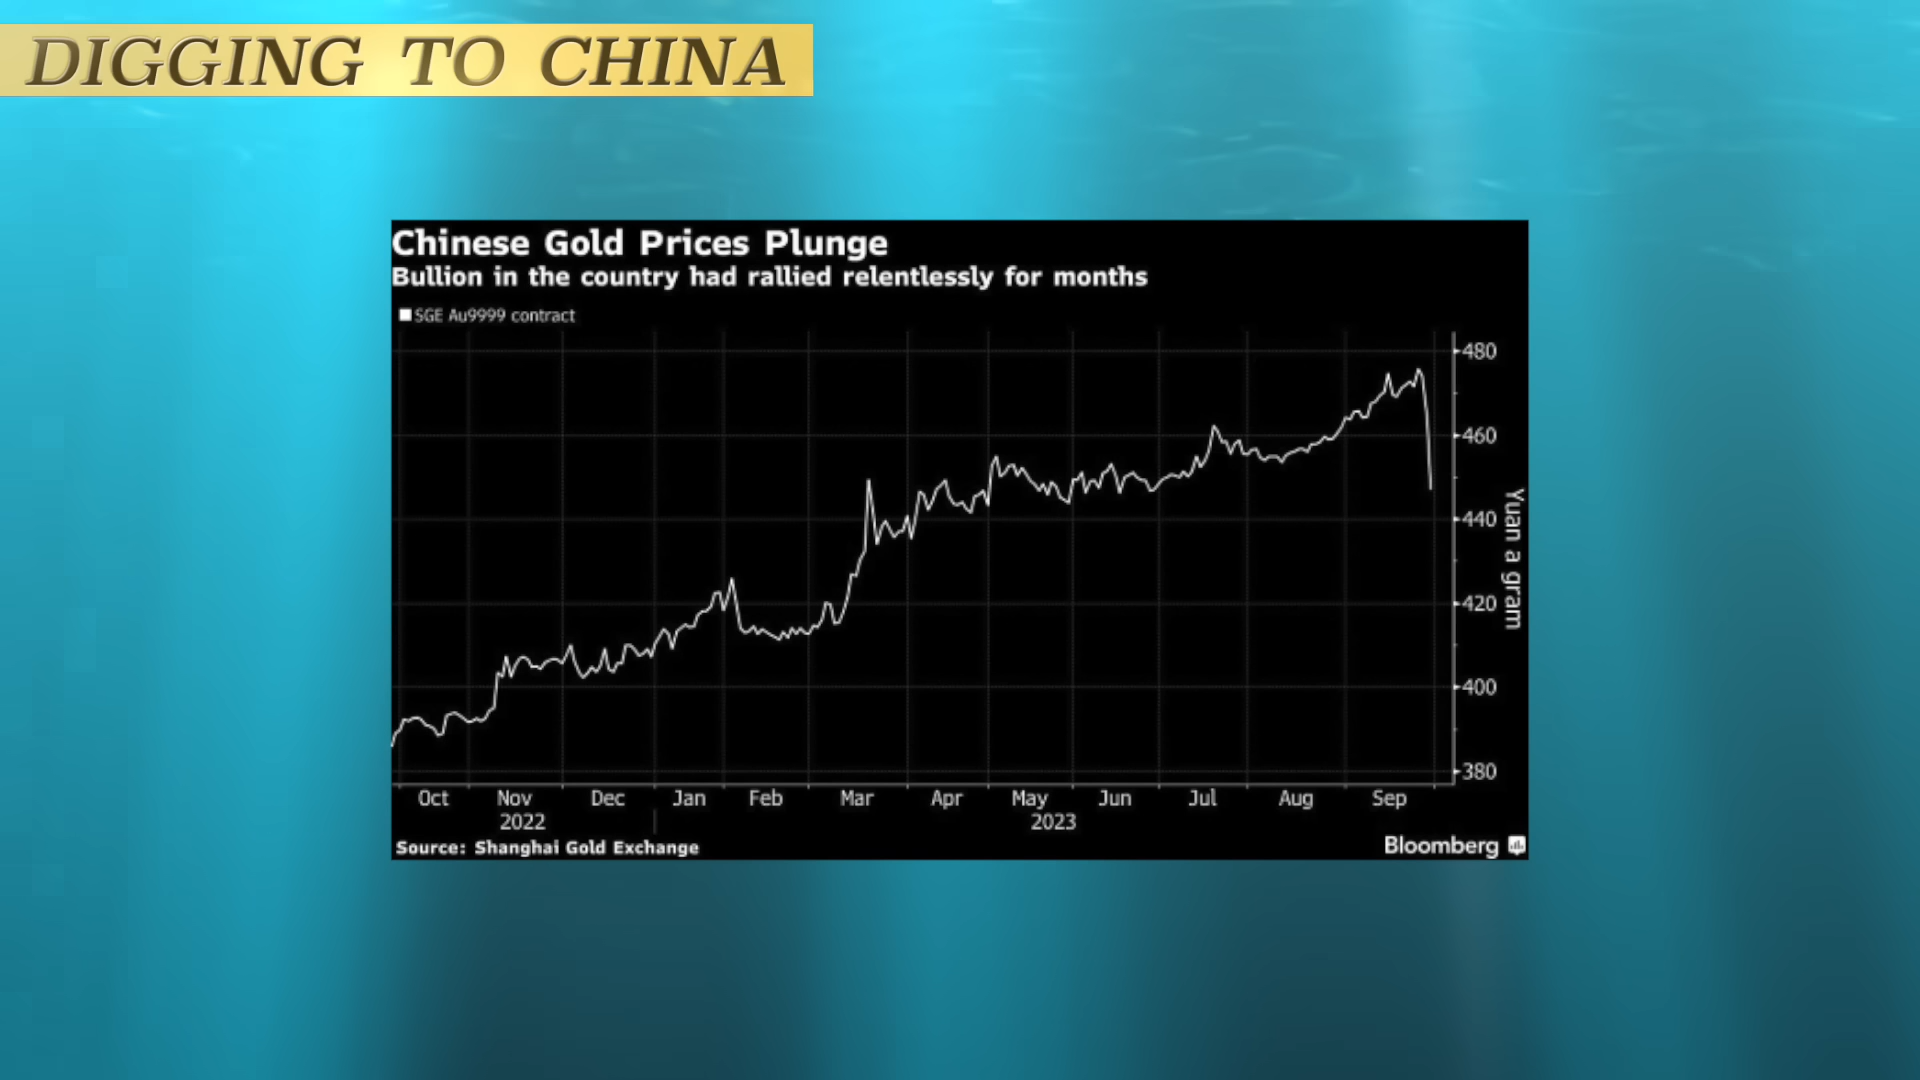 DIGGING TO CHINA
Chinese Gold Prices Plunge
Bullion in the country had rallied relentlessly for months
SGE Au9999 contract
480
460
440
420
400
380
Yuan a gram
Oct Nov Dec Jan Feb Mar Apr May Jun Jul Aug Sep
2022 2023
Source: Shanghai Gold Exchange
Bloomberg